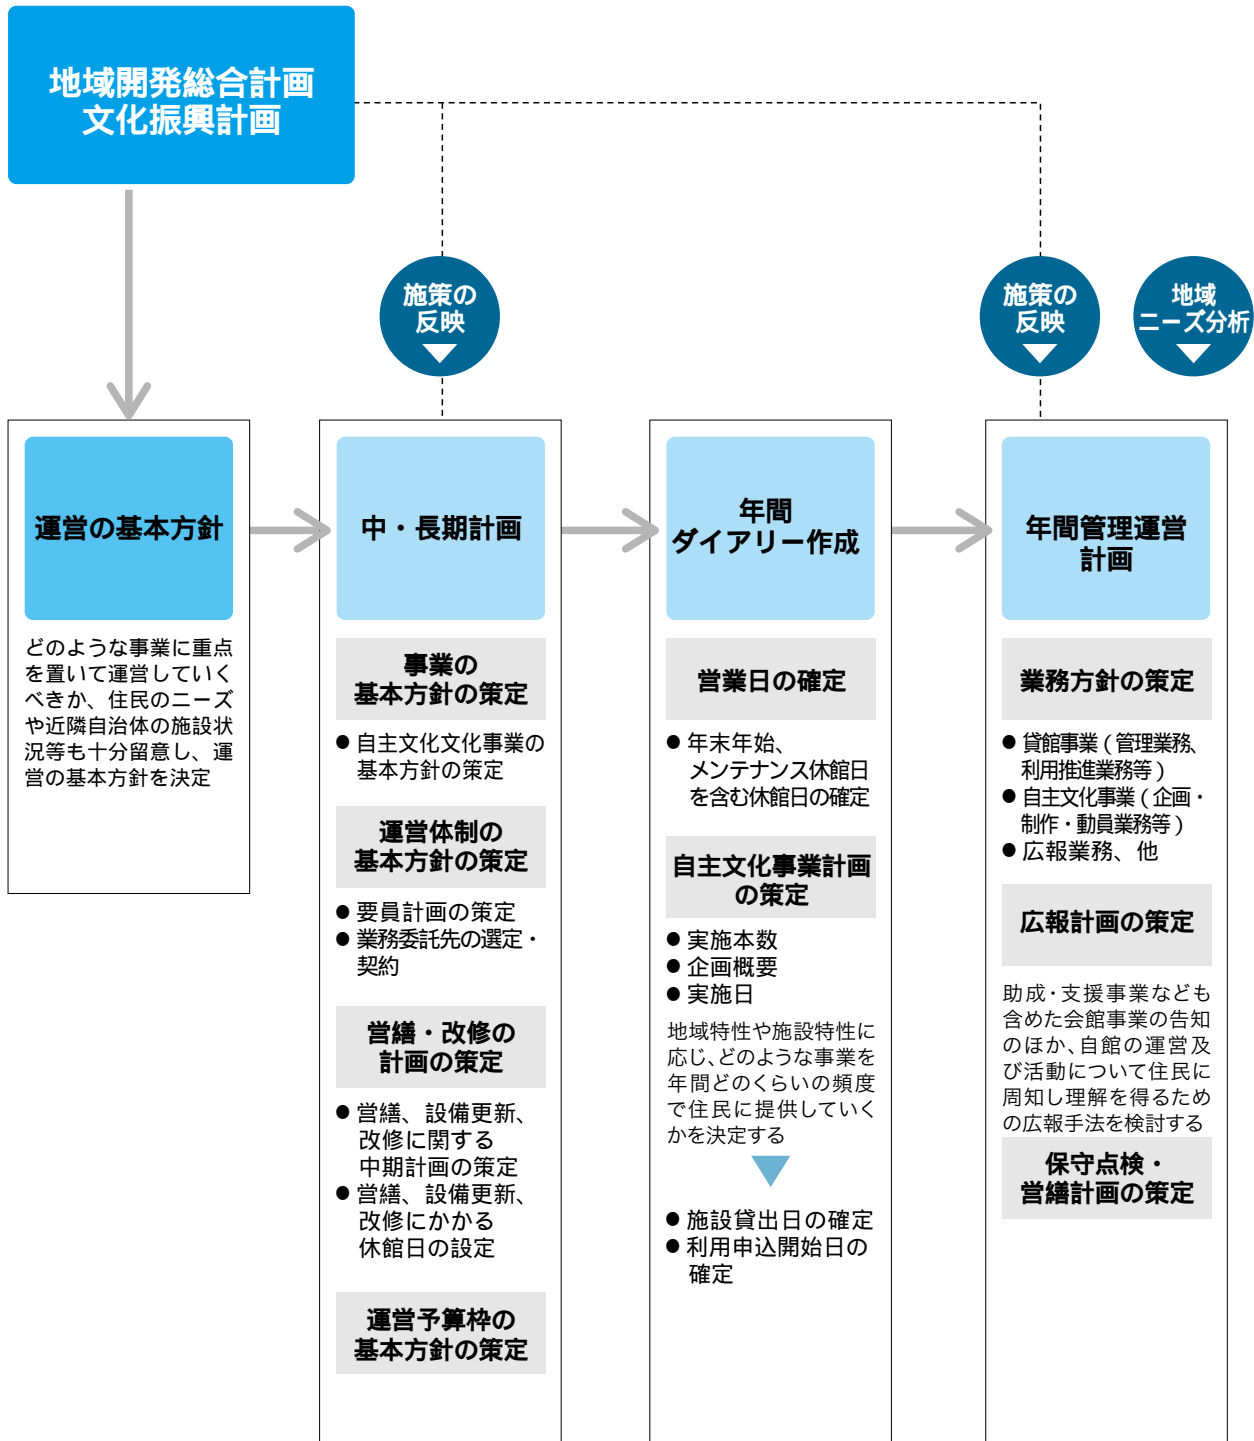 地域開発総合計画
文化振興計画
施策の
反映
施策の
反映
地域
ニーズ分析
運営の基本方針
どのような事業に重点
を置いて運営していく
べきか、住民のニーズ
や近隣自治体の施設状
況等も十分留意し、運
営の基本方針を決定
中・長期計画
事業の
基本方針の策定
●自主文化文化事業の
基本方針の策定
運営体制の
基本方針の策定
●要員計画の策定
●業務委託先の選定・
契約
営繕・改修の
計画の策定
●営繕、設備更新、
改修に関する
中期計画の策定
●営繕、設備更新、
改修にかかる
休館日の設定
運営予算枠の
基本方針の策定
年間
ダイアリー作成
営業日の確定
●年末年始、
メンテナンス休館日
を含む休館日の確定
自主文化事業計画
の策定
●実施本数
●企画概要
●実施日
地域特性や施設特性に
応じ、どのような事業を
年間どのくらいの頻度
で住民に提供していく
かを決定する
●施設貸出日の確定
●利用申込開始日の
確定
年間管理運営
計画
業務方針の策定
●貸館事業（管理業務、
利用推進業務等）
●自主文化事業（企画・
制作・動員業務等）
●広報業務、他
広報計画の策定
助成・支援事業なども
含めた会館事業の告知
のほか、自館の運営及
び活動について住民に
周知し理解を得るため
の広報手法を検討する
保守点検・
営繕計画の策定